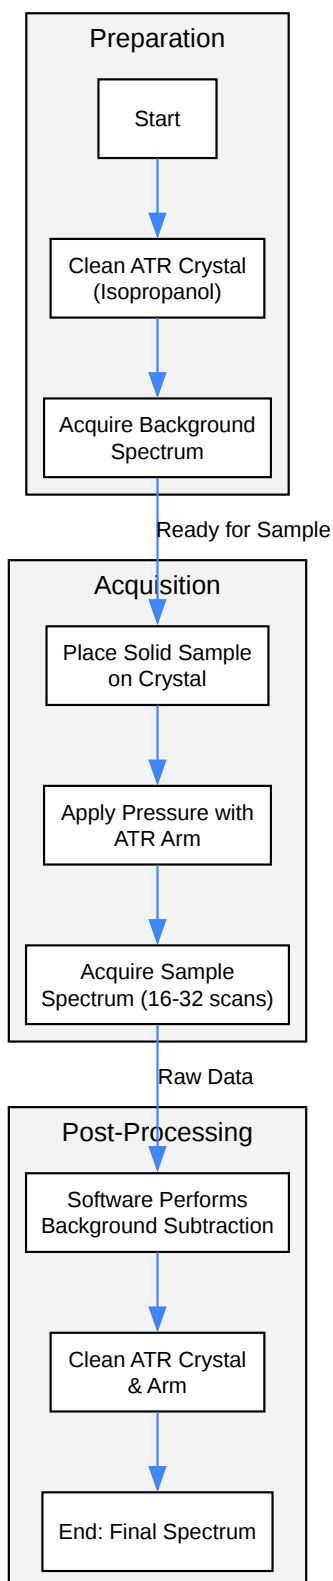 Preparation
Start
Clean ATR Crystal
(Isopropanol)
Acquire Background
Spectrum
Ready for Sample
Acquisition
Place Solid Sample
on Crystal
Apply Pressure with
ATR Arm
Acquire Sample
Spectrum (16-32 scans)
Raw Data
Post-Processing
Software Performs
Background Subtraction
Clean ATR Crystal
& Arm
End: Final Spectrum